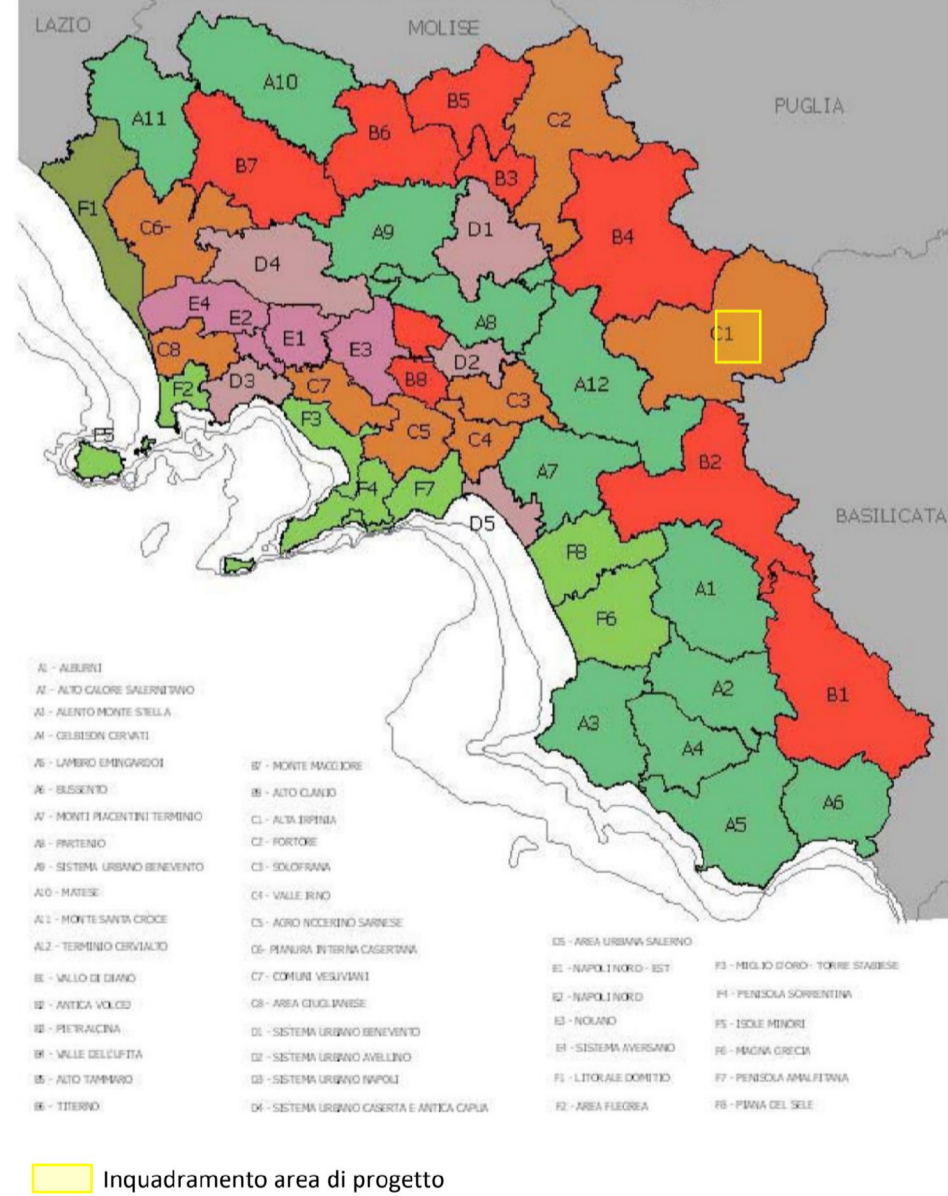 LAZIO
MOLISE
PUGLIA
BASILICATA
A10
A11
B5
C2
B6
B7
B3
F1
C6-
A9
D1
B4
D4
E4
E2
E1
E3
A8
C1
C8
D2
B8
A12
F2
D3
C7
C3
F3
C5
C4
B2
F5
A7
F4
F7
D5
F8
A1
F6
A2
B1
A3
A4
A6
A5
A1 - ALBURNI
A2 - ALTO CALORE SALERNITANO
A3 - ALENTO MONTE STELLA
A4 - GELBISON CERVATI
A5 - LAMBRO EMINGARDOI
A6 - BUSSENTO
A7 - MONTI PIACENTINI TERMINIO
A8 - PARTENIO
A9 - SISTEMA URBANO BENEVENTO
A10 - MATESE
A11 - MONTE SANTA CROCE
A12 - TERMINIO CERVIALTO
B1 - VALLO DI DIANO
B2 - ANTICA VOLCEJ
B3 - PIETRALCINA
B4 - VALLE DELL'UFITA
B5 - ALTO TAMMARO
B6 - TITERNO
B7 - MONTE MAGGIORE
B8 - ALTO CLANIO
C1 - ALTA IRPINIA
C2 - FORTORE
C3 - SOLOFRANA
C4 - VALLE IRNO
C5 - AGRO NOCERINO SARNESE
C6- PIANURA INTERNA CASERTANA
C7 - COMUNI VESUVIANI
C8 - AREA GIUGLIANESE
D1 - SISTEMA URBANO BENEVENTO
D2 - SISTEMA URBANO AVELLINO
D3 - SISTEMA URBANO NAPOLI
D4 - SISTEMA URBANO CASERTA E ANTICA CAPUA
D5 - AREA URBANA SALERNO
E1 - NAPOLI NORD - EST
E2 - NAPOLI NORD
E3 - NOLANO
E4 - SISTEMA AVERSANO
F1 - LITORALE DOMITIO
F2 - AREA FLEGREA
F3 - MIGLIO D'ORO - TORRE STABIESE
F4 - PENISOLA SORRENTINA
F5 - ISOLE MINORI
F6 - MAGNA GRECIA
F7 - PENISOLA AMALFITANA
F8 - PIANA DEL SELE
Inquadramento area di progetto